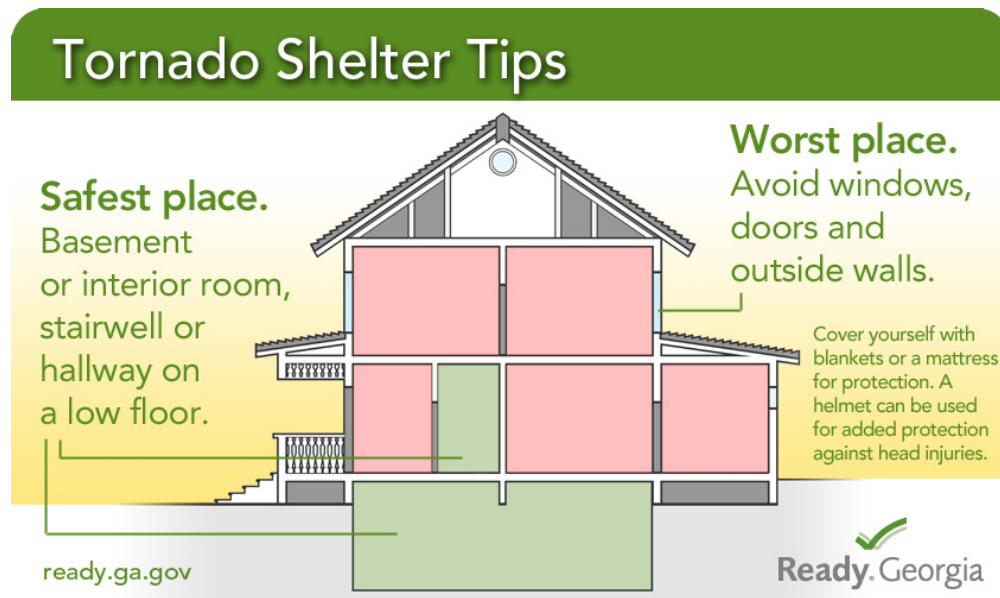 Tornado Shelter Tips
Safest place.
Basement
or interior room,
stairwell or
hallway on
a low floor.
Worst place.
Avoid windows,
doors and
outside walls.
Cover yourself with
blankets or a mattress
for protection. A
helmet can be used
for added protection
against head injuries.
ready.ga.gov
Ready. Georgia